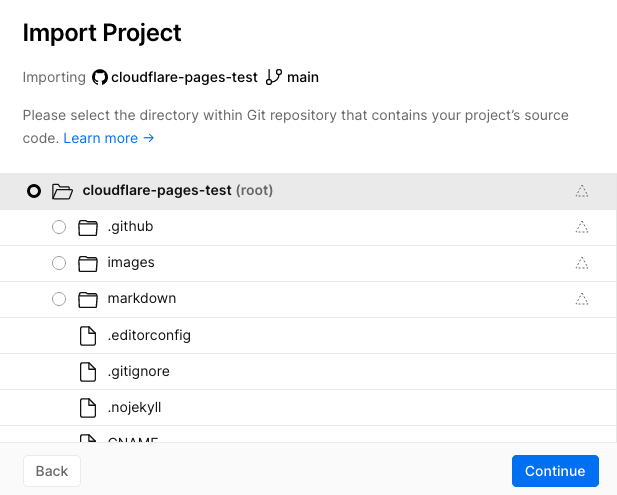 Import Project
Importing cloudflare-pages-test main
Please select the directory within Git repository that contains your project’s source
code. Learn more →
cloudflare-pages-test (root)
.github
images
markdown
.editorconfig
.gitignore
.nojekyll
CNAME
Back Continue